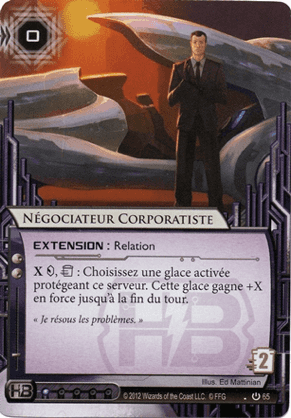 0
NÉGOCIATEUR CORPORATISTE
EXTENSION : Relation
X , : Choisissez une glace activée
protégeant ce serveur. Cette glace gagne +X
en force jusqu'à la fin du tour.
« Je résous les problèmes. »
HB
2
Illus. Ed Mattinian
HB
© 2012 Wizards of the Coast LLC. © FFG
65